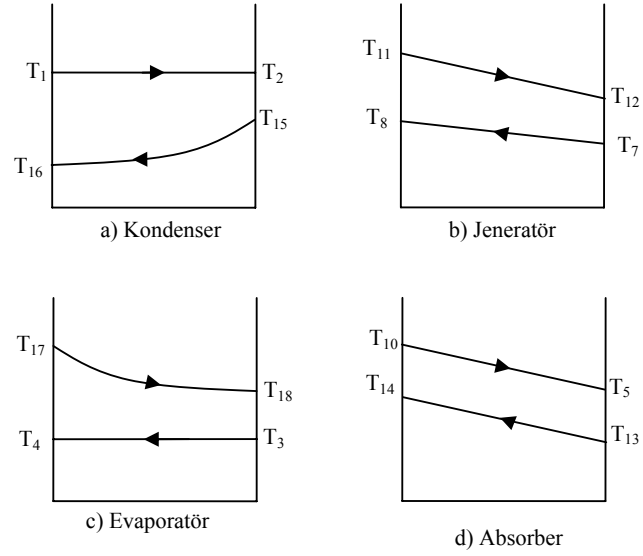 T₁
T₂
T₁₅
T₁₆
a) Kondenser
T₁₁
T₁₂
T₈
T₇
b) Jeneratör
T₁₇
T₁₈
T₄
T₃
c) Evaporatör
T₁₀
T₅
T₁₄
T₁₃
d) Absorber